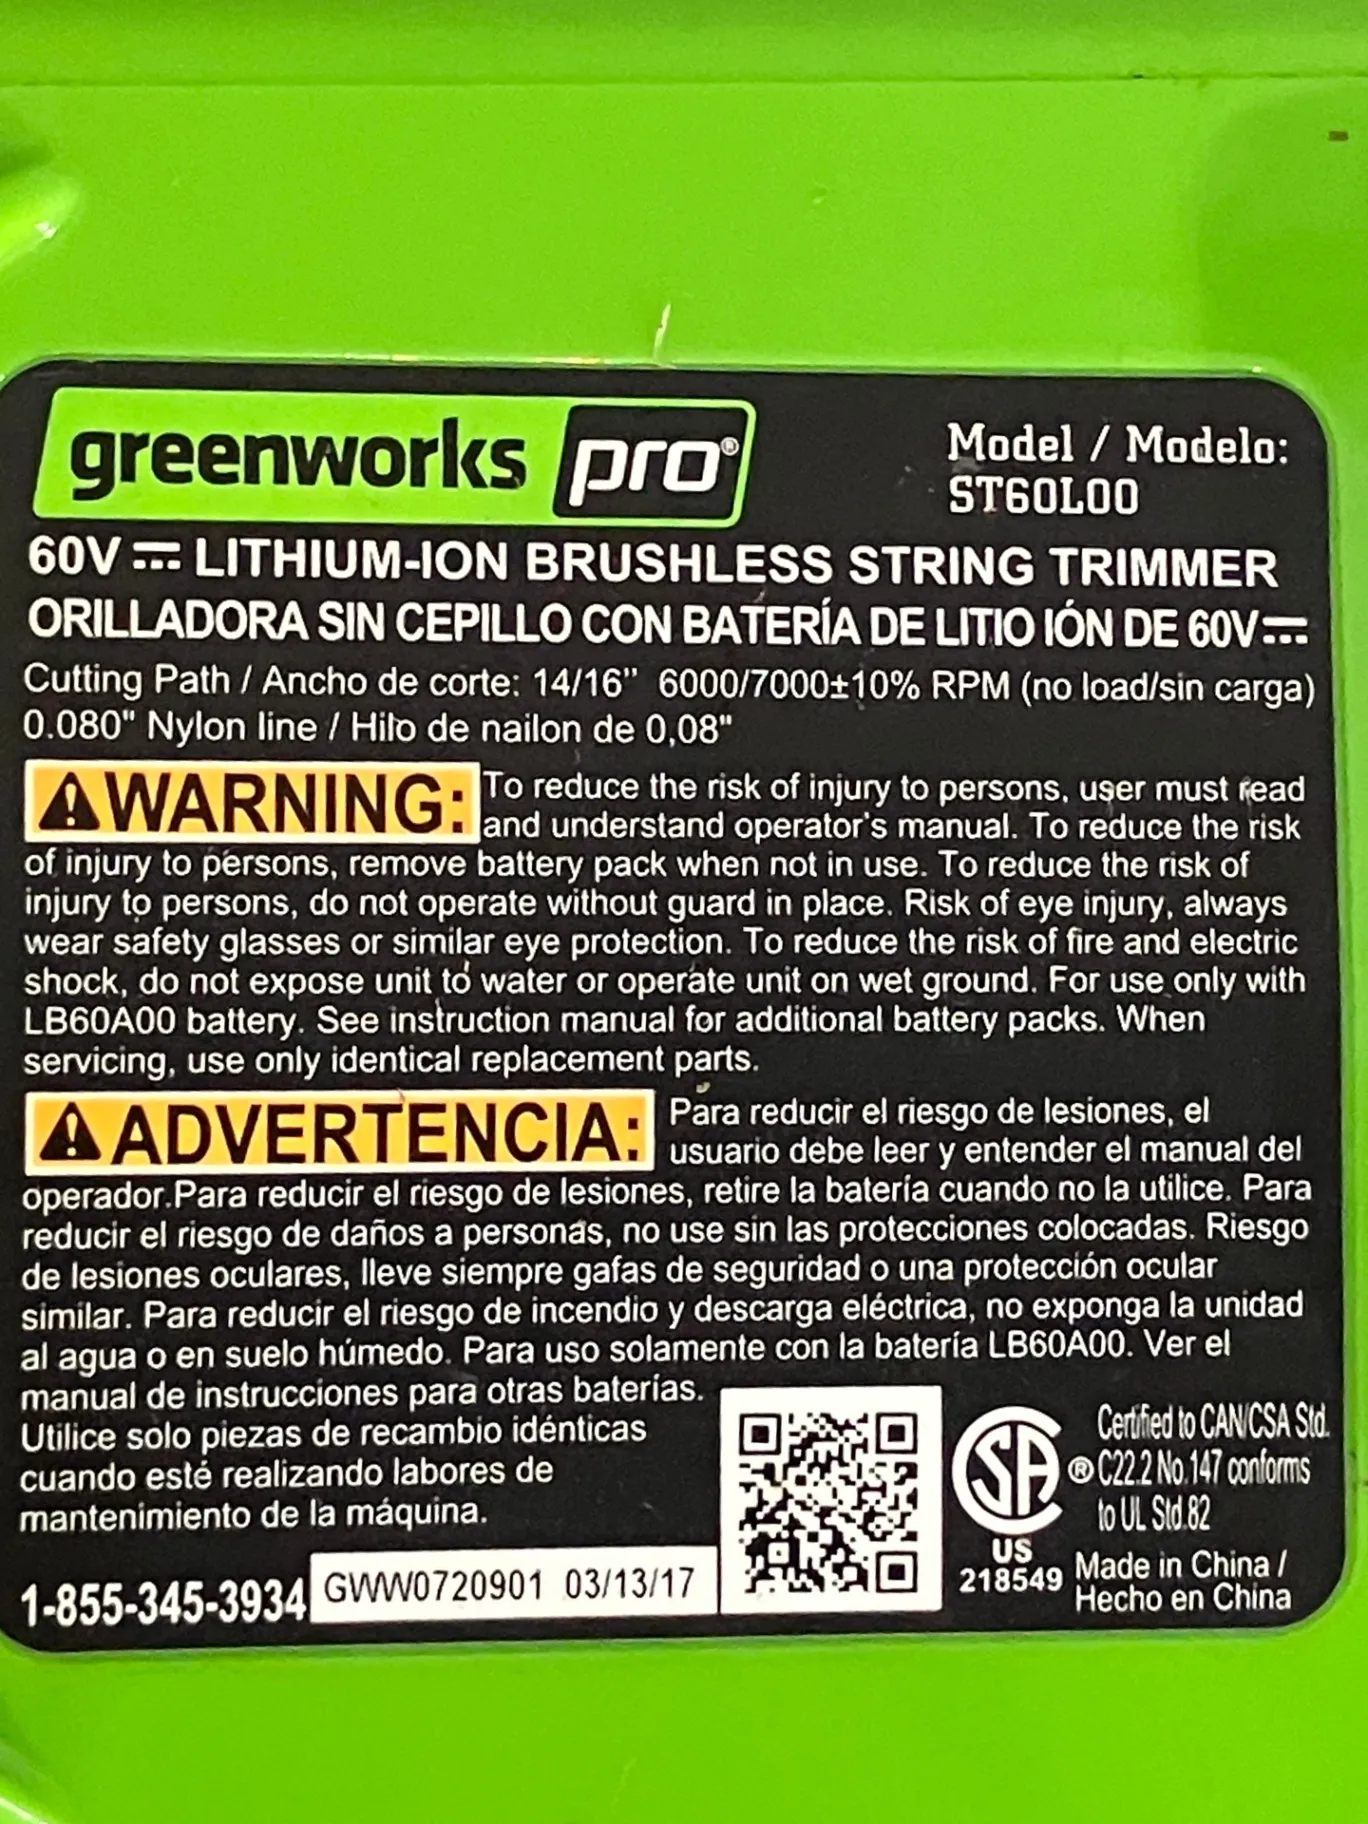 greenworks pro®
Model / Modelo:
ST60L00
60V LITHIUM-ION BRUSHLESS STRING TRIMMER
ORILLADORA SIN CEPILLO CON BATERÍA DE LITIO IÓN DE 60V
Cutting Path / Ancho de corte: 14/16" 6000/7000±10% RPM (no load/sin carga)
0.080" Nylon line / Hilo de nailon de 0,08"
WARNING: To reduce the risk of injury to persons, user must read
and understand operator's manual. To reduce the risk
of injury to persons, remove battery pack when not in use. To reduce the risk of
injury to persons, do not operate without guard in place. Risk of eye injury, always
wear safety glasses or similar eye protection. To reduce the risk of fire and electric
shock, do not expose unit to water or operate unit on wet ground. For use only with
LB60A00 battery. See instruction manual for additional battery packs. When
servicing, use only identical replacement parts.
ADVERTENCIA: Para reducir el riesgo de lesiones, el
usuario debe leer y entender el manual del
operador.Para reducir el riesgo de lesiones, retire la batería cuando no la utilice. Para
reducir el riesgo de daños a personas, no use sin las protecciones colocadas. Riesgo
de lesiones oculares, lleve siempre gafas de seguridad o una protección ocular
similar. Para reducir el riesgo de incendio y descarga eléctrica, no exponga la unidad
al agua o en suelo húmedo. Para uso solamente con la batería LB60A00. Ver el
manual de instrucciones para otras baterías.
Utilice solo piezas de recambio idénticas
cuando esté realizando labores de
mantenimiento de la máquina.
1-855-345-3934
GWW0720901 03/13/17
SA ®
US
218549
Certified to CAN/CSA Std.
C22.2 No.147 conforms
to UL Std.82
Made in China /
Hecho en China